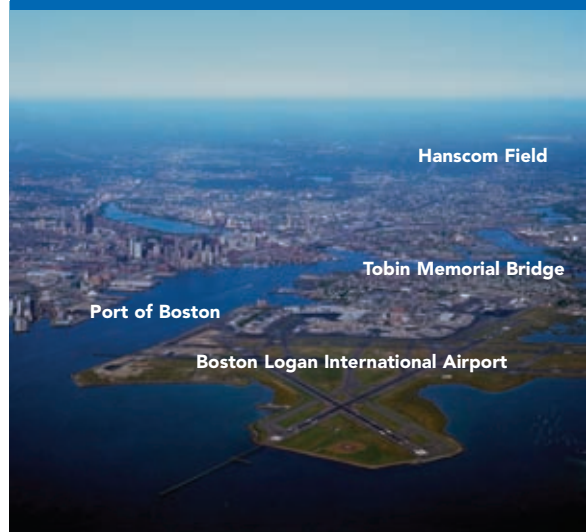 Hanscom Field
Tobin Memorial Bridge
Port of Boston
Boston Logan International Airport